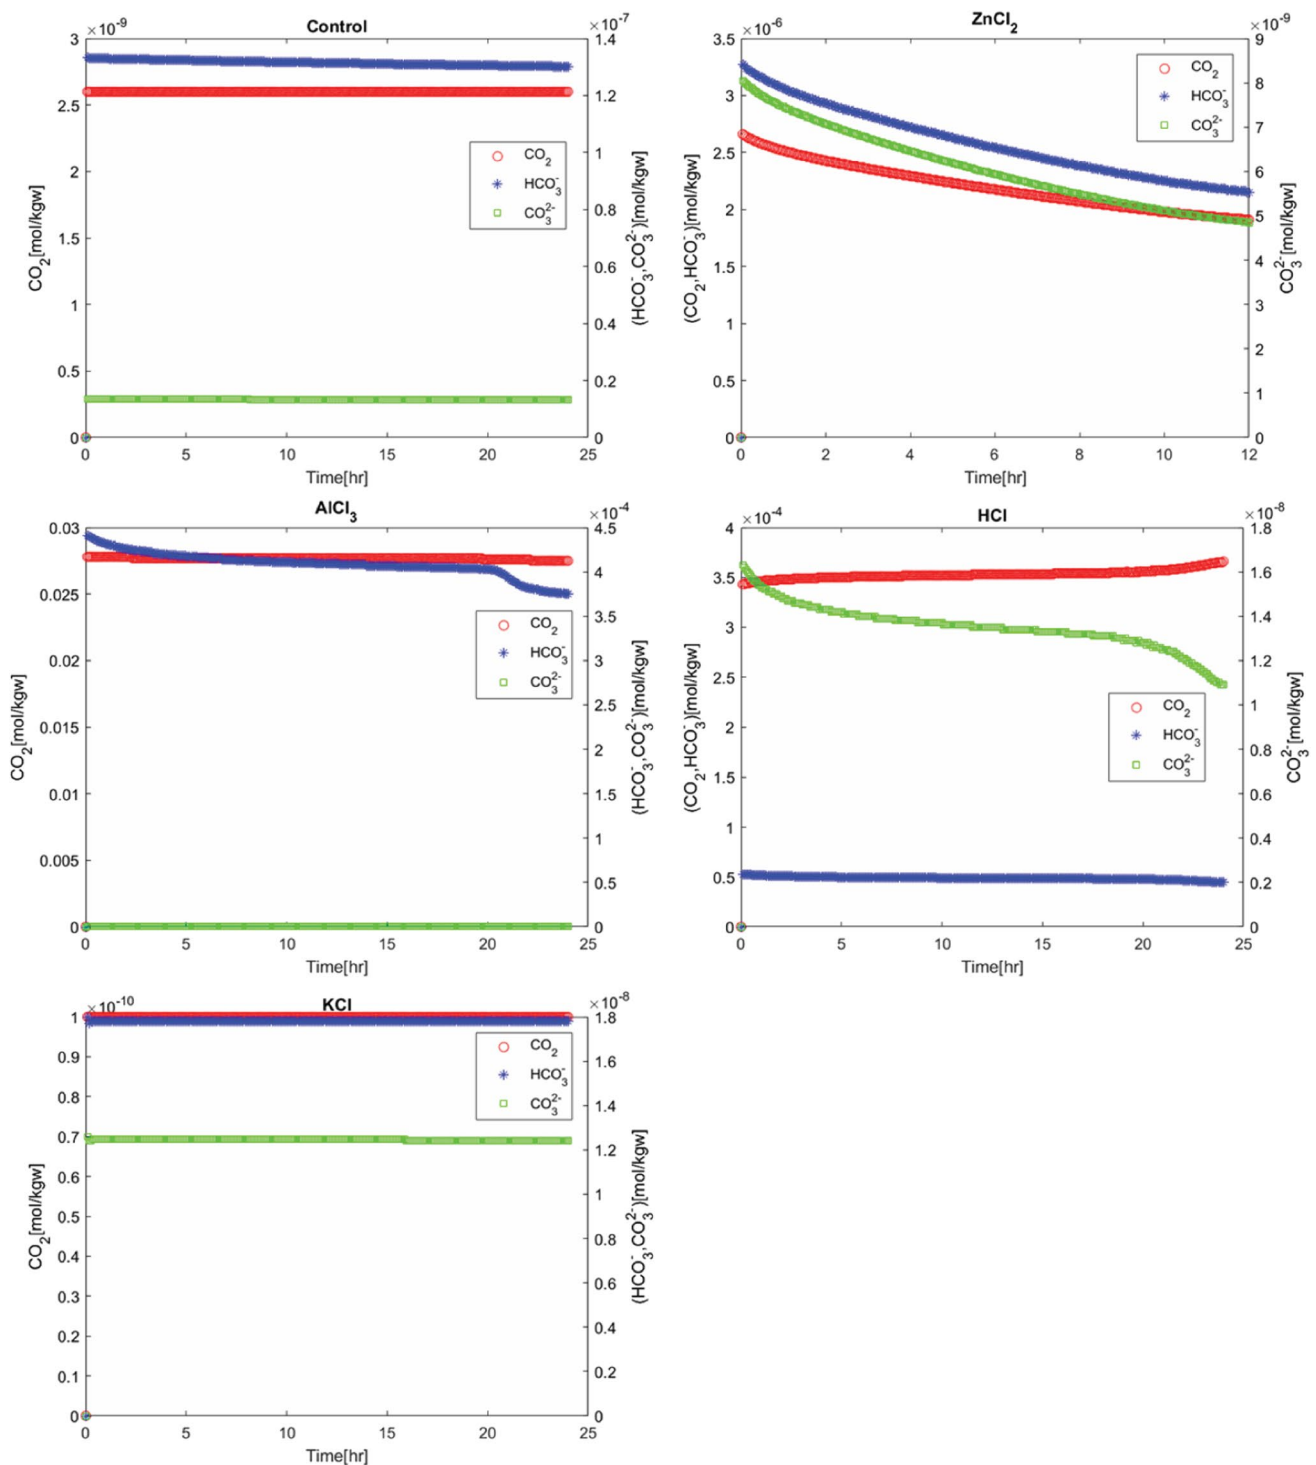 Control
×10⁻⁹
×10⁻⁷
3
2.5
2
1.5
1
0.5
0
1.4
1.2
1
0.8
0.6
0.4
0.2
0
CO₂[mol/kgw]
(HCO₃⁻,CO₃²⁻)[mol/kgw]
CO₂
HCO₃⁻
CO₃²⁻
0 5 10 15 20 25
Time[hr]
ZnCl₂
×10⁻⁶
×10⁻⁹
3.5
3
2.5
2
1.5
1
0.5
0
9
8
7
6
5
4
3
2
1
0
(CO₂,HCO₃⁻)[mol/kgw]
CO₃²⁻[mol/kgw]
CO₂
HCO₃⁻
CO₃²⁻
0 2 4 6 8 10 12
Time[hr]
AlCl₃
×10⁻⁴
0.03
0.025
0.02
0.015
0.01
0.005
0
4.5
4
3.5
3
2.5
2
1.5
1
0.5
0
CO₂[mol/kgw]
(HCO₃⁻,CO₃²⁻)[mol/kgw]
CO₂
HCO₃⁻
CO₃²⁻
0 5 10 15 20 25
Time[hr]
HCl
×10⁻⁴
×10⁻⁸
4
3.5
3
2.5
2
1.5
1
0.5
0
1.8
1.6
1.4
1.2
1
0.8
0.6
0.4
0.2
0
(CO₂,HCO₃⁻)[mol/kgw]
CO₃²⁻[mol/kgw]
CO₂
HCO₃⁻
CO₃²⁻
0 5 10 15 20 25
Time[hr]
KCl
×10⁻¹⁰
×10⁻⁸
1
0.9
0.8
0.7
0.6
0.5
0.4
0.3
0.2
0.1
0
1.8
1.6
1.4
1.2
1
0.8
0.6
0.4
0.2
0
CO₂[mol/kgw]
(HCO₃⁻,CO₃²⁻)[mol/kgw]
CO₂
HCO₃⁻
CO₃²⁻
0 5 10 15 20 25
Time[hr]